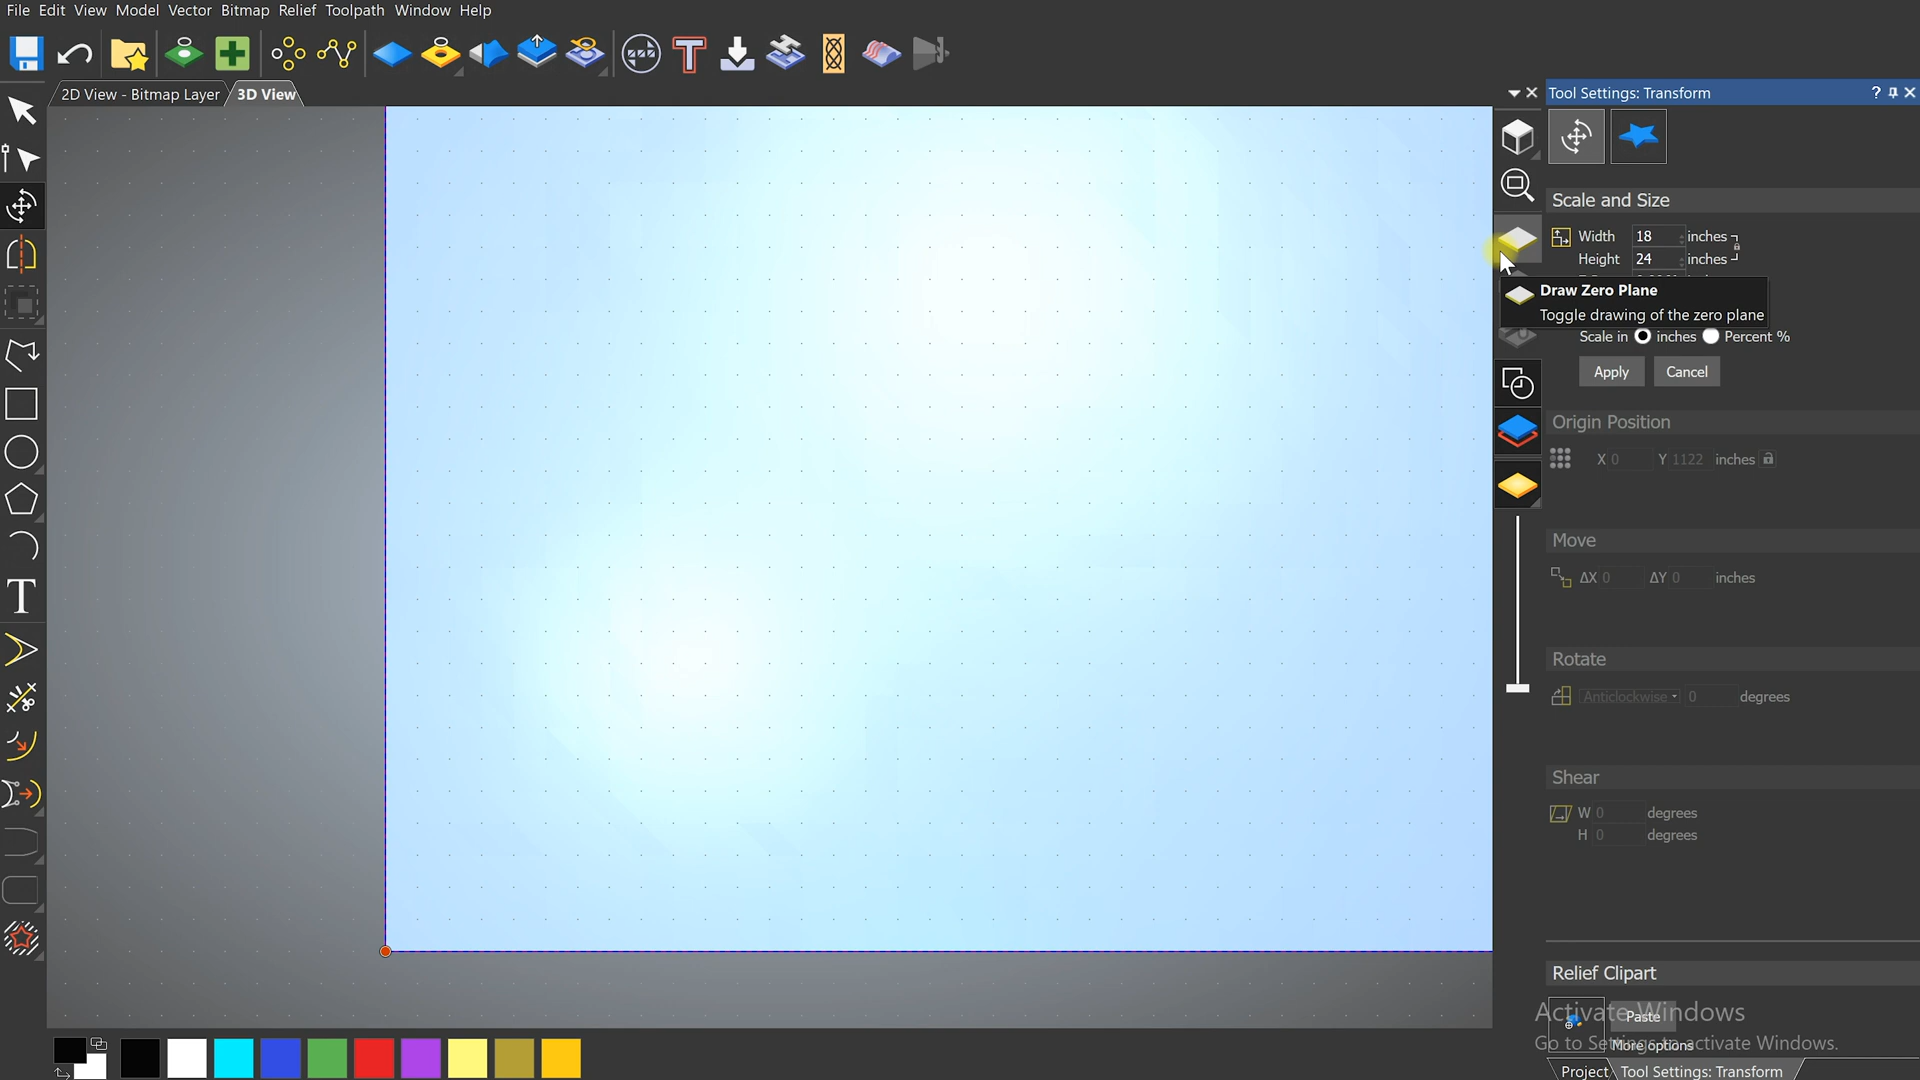 File Edit View Model Vector Bitmap Relief Toolpath Window Help
2D View - Bitmap Layer
3D View
Tool Settings: Transform
Scale and Size
Width 18 inches
Height 24 inches
Draw Zero Plane
Toggle drawing of the zero plane
Scale in inches Percent %
Apply Cancel
Origin Position
X 0 Y 1122 inches
Move
ΔX 0 ΔY 0 inches
Rotate
Anticlockwise 0 degrees
Shear
W 0 degrees
H 0 degrees
Relief Clipart
Paste
More options
Activate Windows
Go to Settings to activate Windows.
Project Tool Settings: Transform